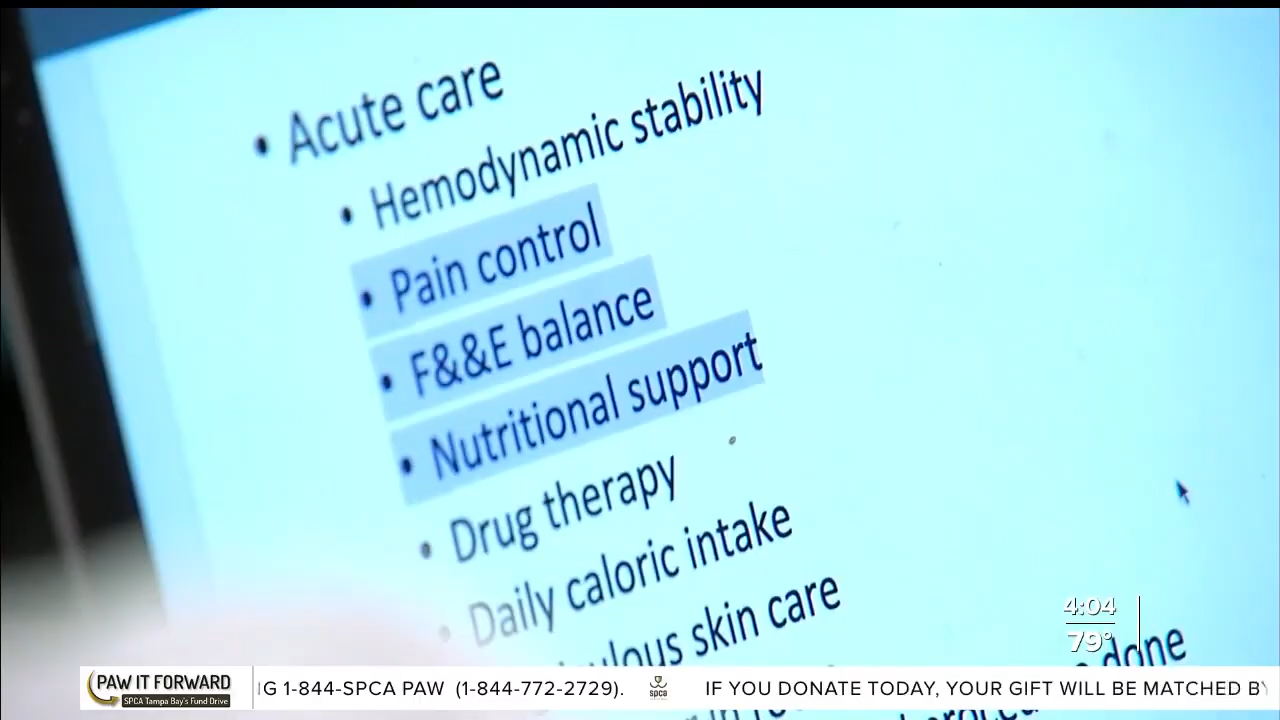 • Acute care
• Hemodynamic stability
• Pain control
• F&&E balance
• Nutritional support
• Drug therapy
• Daily caloric intake
skin care
done
4:04
79°
PAW IT FORWARD
SPCA Tampa Bay's Fund Drive
1-844-SPCA PAW (1-844-772-2729). spca IF YOU DONATE TODAY, YOUR GIFT WILL BE MATCHED BY